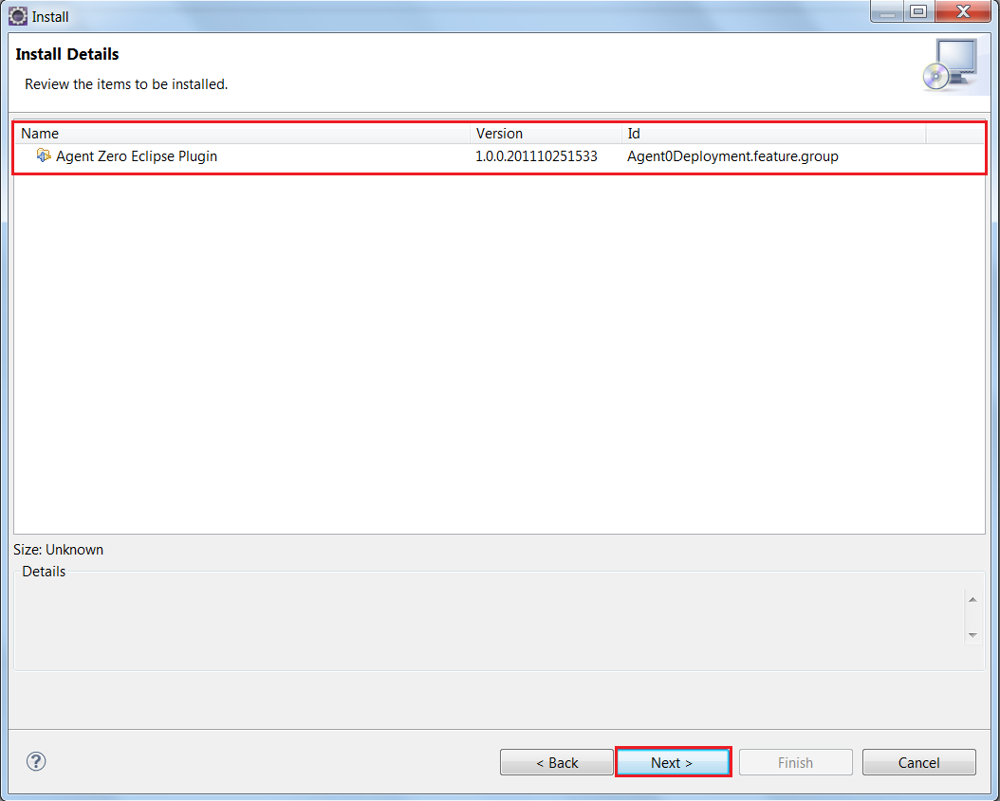 Install
Install Details
Review the items to be installed.
Name Version Id
Agent Zero Eclipse Plugin 1.0.0.201110251533 Agent0Deployment.feature.group
Size: Unknown
Details
? < Back Next > Finish Cancel